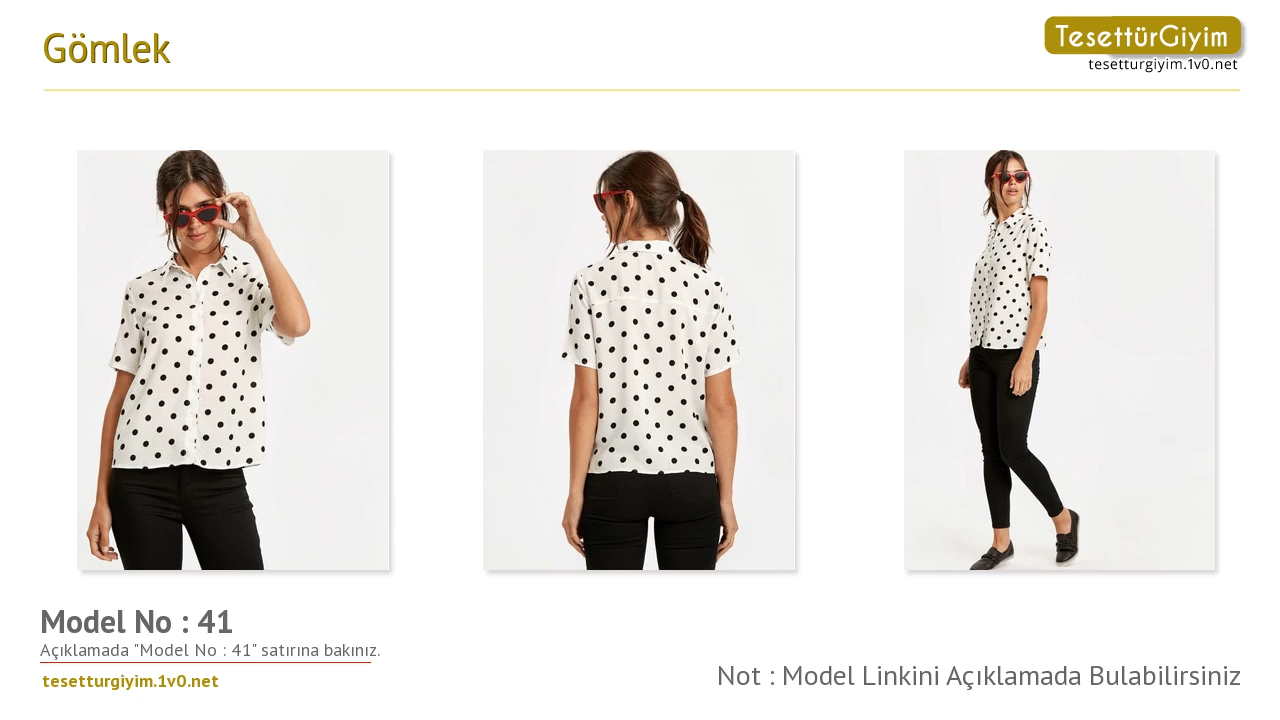 Gömlek
TesettürGiyim
tesetturgiyim.1v0.net
Model No : 41
Açıklamada "Model No : 41" satırına bakınız.
tesetturgiyim.1v0.net
Not : Model Linkini Açıklamada Bulabilirsiniz